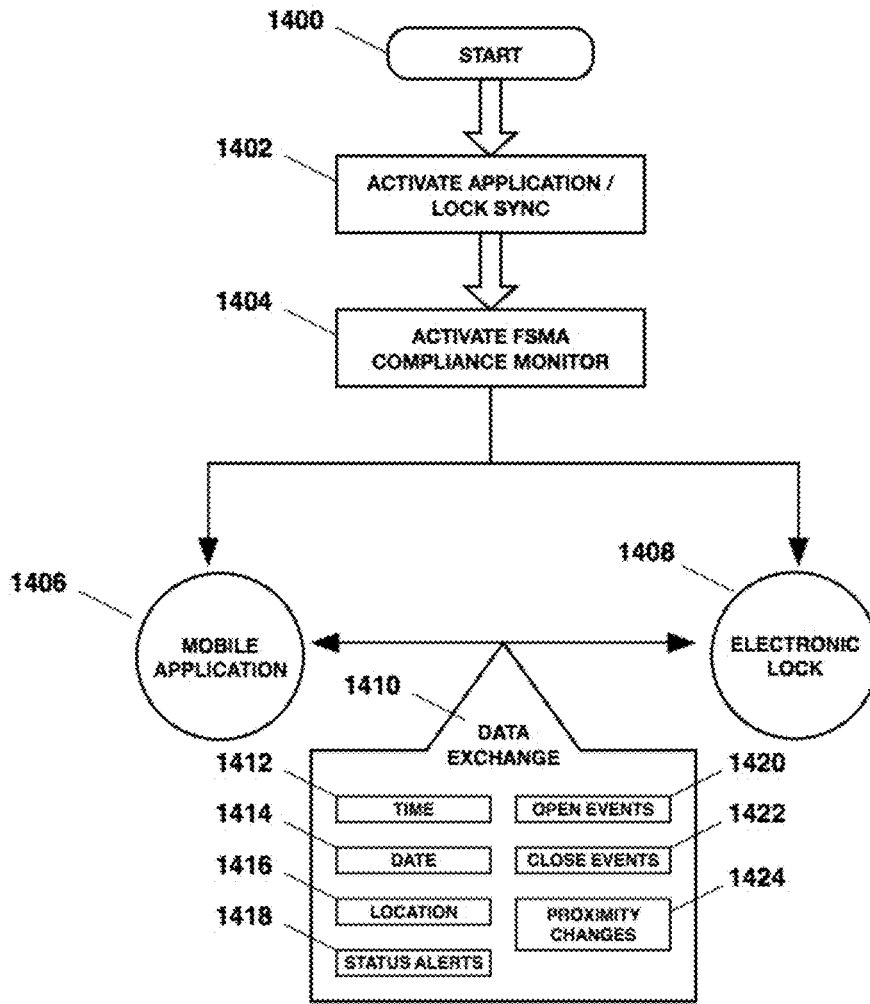 1400
START
1402
ACTIVATE APPLICATION /
LOCK SYNC
1404
ACTIVATE FSMA
COMPLIANCE MONITOR
1406
MOBILE
APPLICATION
1408
ELECTRONIC
LOCK
1410
DATA
EXCHANGE
1412
TIME
1414
DATE
1416
LOCATION
1418
STATUS ALERTS
1420
OPEN EVENTS
1422
CLOSE EVENTS
1424
PROXIMITY
CHANGES